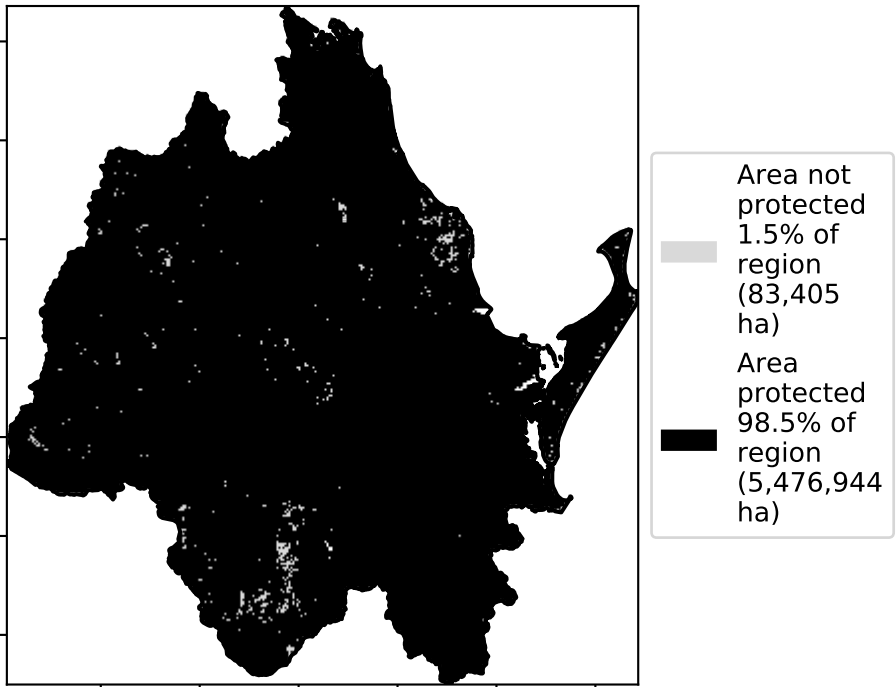 Area not
protected
1.5% of
region
(83,405
ha)
Area
protected
98.5% of
region
(5,476,944
ha)